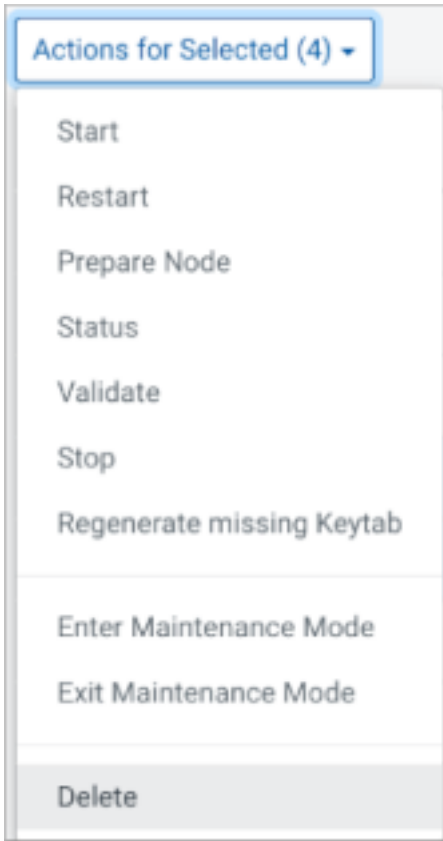 Actions for Selected (4)
Start
Restart
Prepare Node
Status
Validate
Stop
Regenerate missing Keytab
Enter Maintenance Mode
Exit Maintenance Mode
Delete